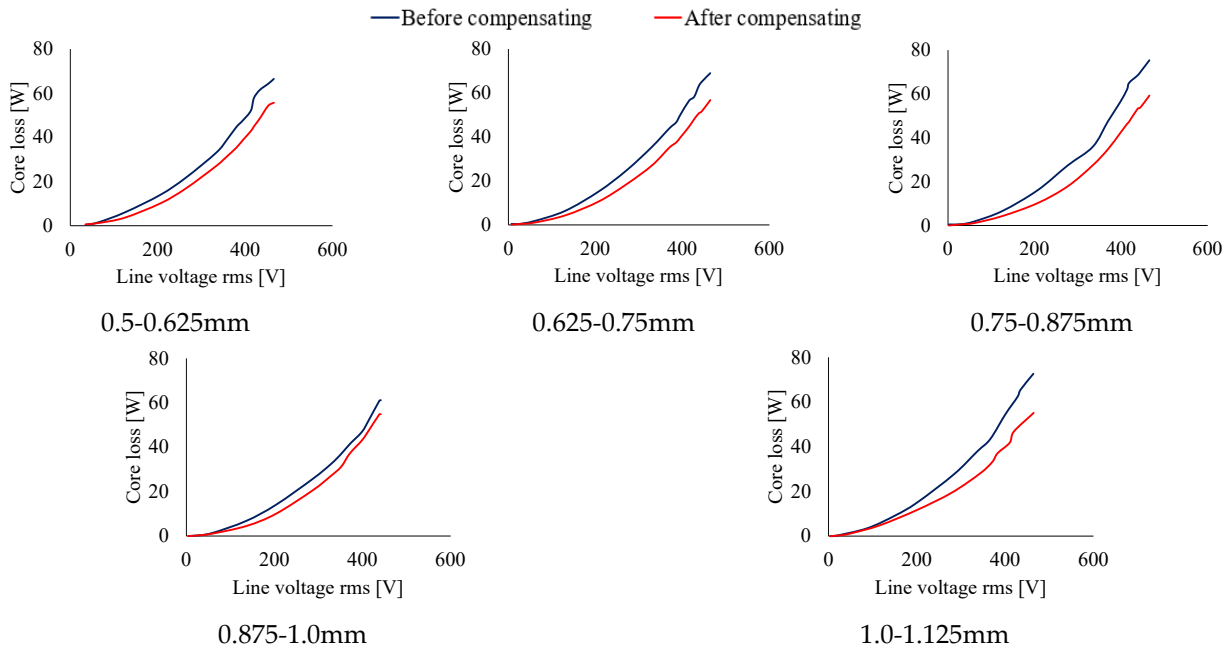 Before compensating After compensating
80
60
40
20
0
0 200 400 600
Core loss [W]
Line voltage rms [V]
0.5-0.625mm
80
60
40
20
0
0 200 400 600
Core loss [W]
Line voltage rms [V]
0.625-0.75mm
80
60
40
20
0
0 200 400 600
Core loss [W]
Line voltage rms [V]
0.75-0.875mm
80
60
40
20
0
0 200 400 600
Core loss [W]
Line voltage rms [V]
0.875-1.0mm
80
60
40
20
0
0 200 400 600
Core loss [W]
Line voltage rms [V]
1.0-1.125mm